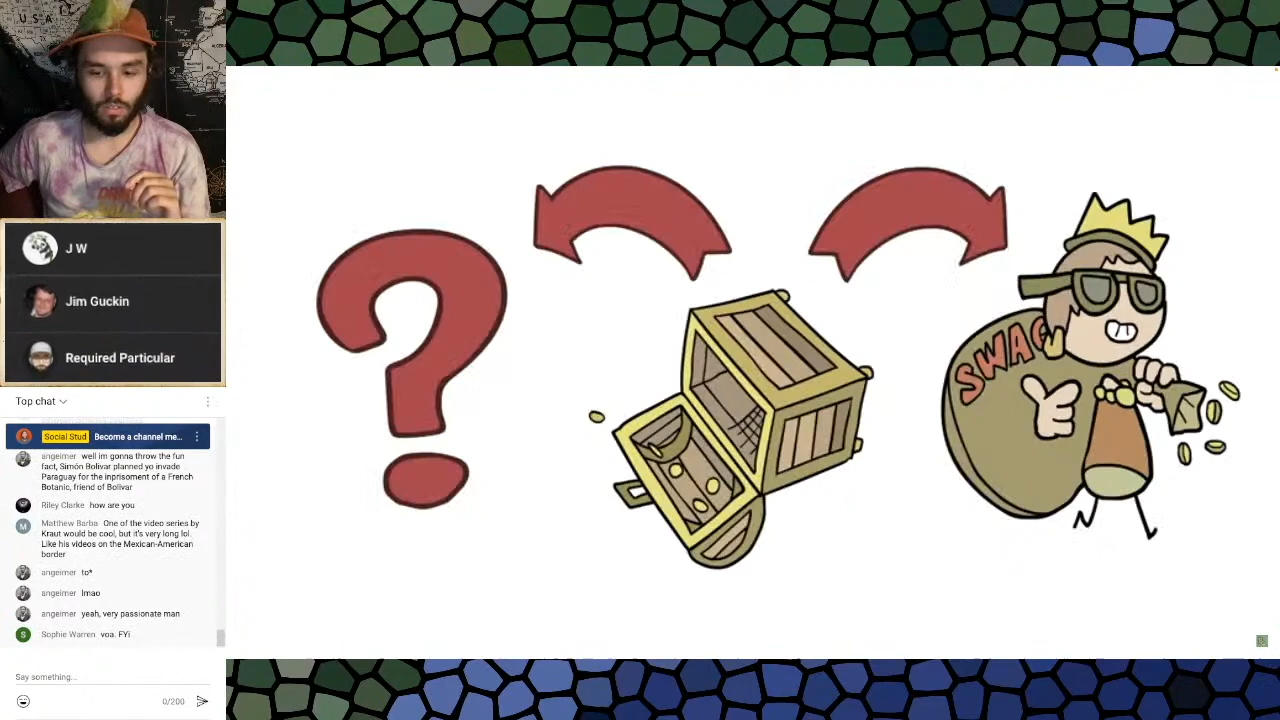 USA
J W
Jim Guckin
Required Particular
Top chat
Social Stud Become a channel me...
angeimer well im gonna throw the fun
fact, Simón Bolivar planned yo invade
Paraguay for the inprisoment of a French
Botanic, friend of Bolivar
Riley Clarke how are you
M Matthew Barba One of the video series by
Kraut would be cool, but it's very long lol.
Like his videos on the Mexican-American
border
angeimer to*
angeimer lmao
angeimer yeah, very passionate man
S Sophie Warren voa. FYi
Say something...
0/200
?
SWAG